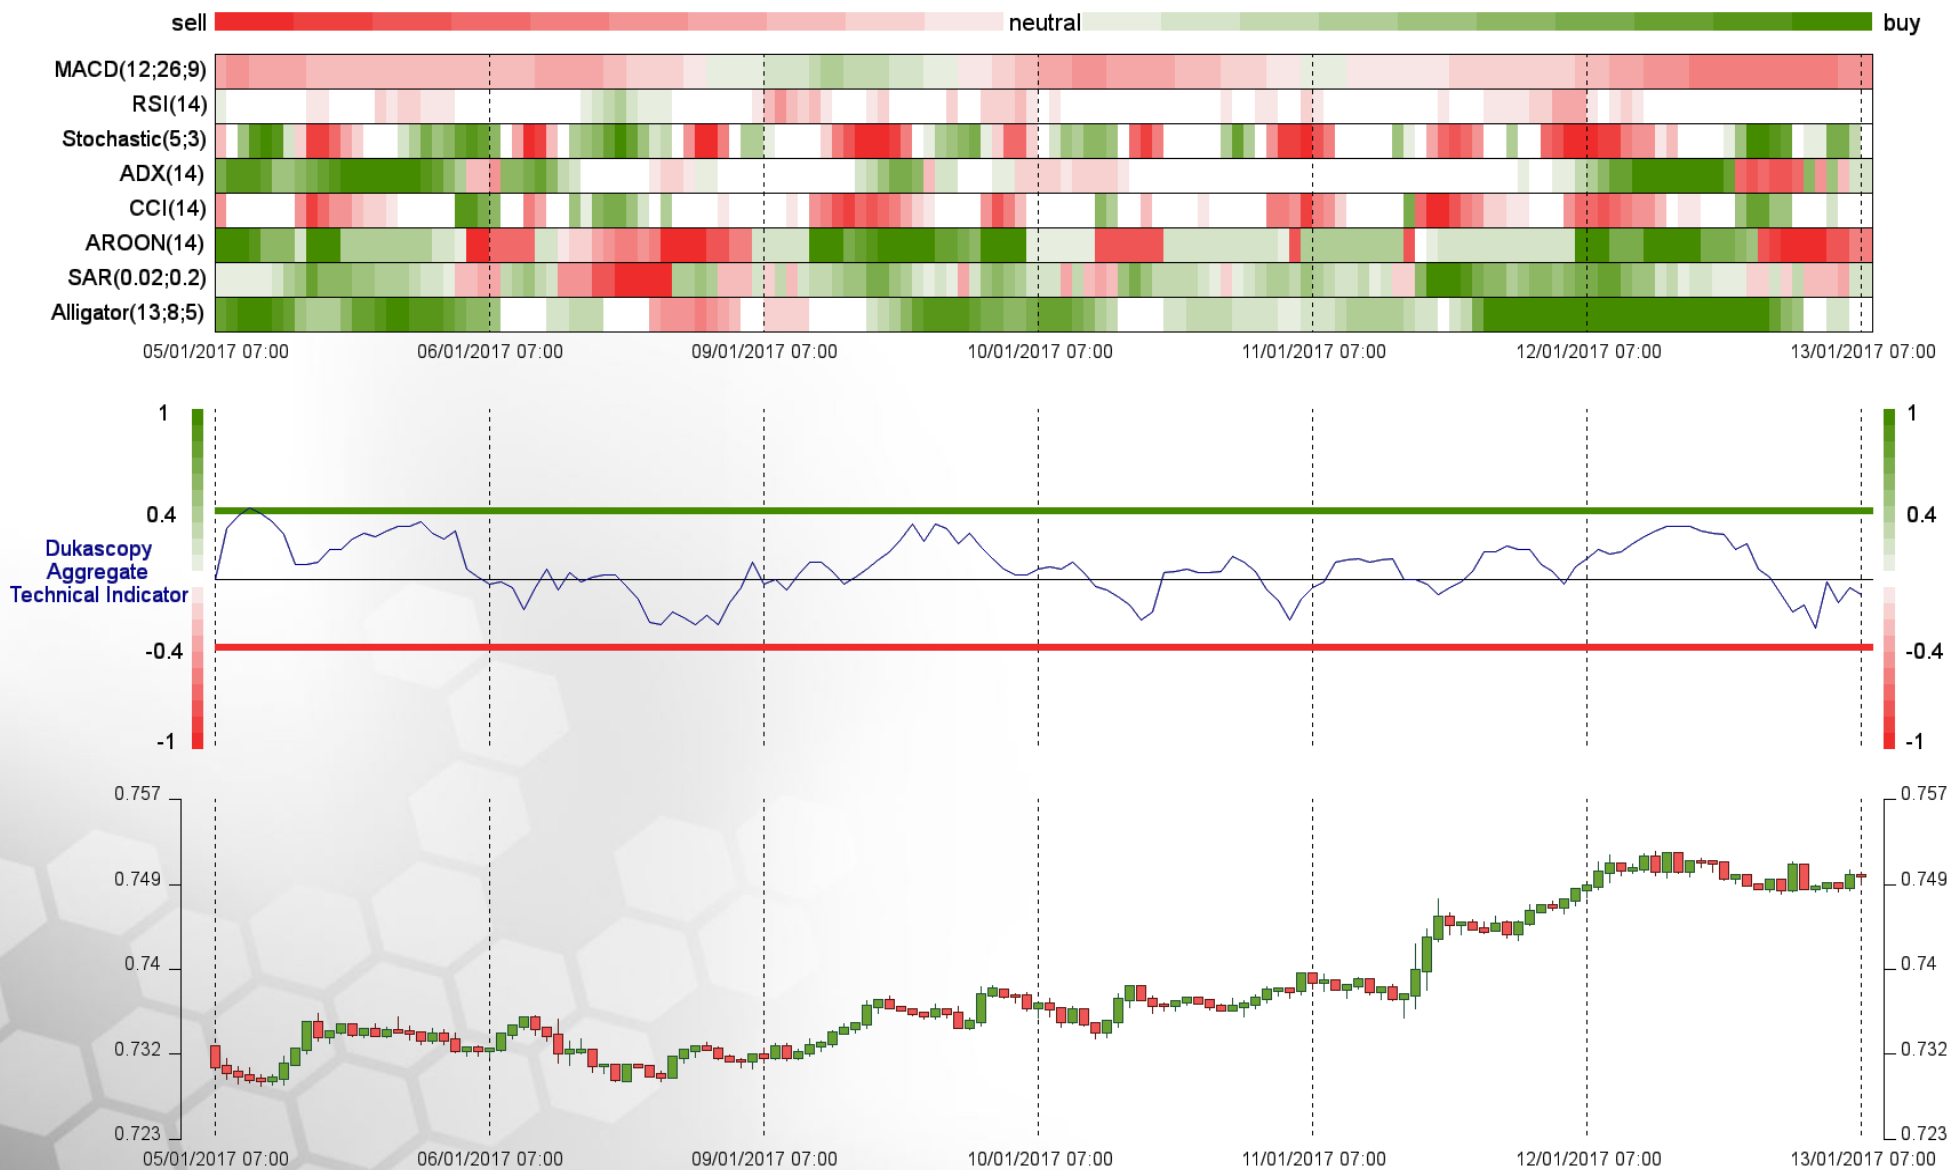 sell neutral buy
MACD(12;26;9)
RSI(14)
Stochastic(5;3)
ADX(14)
CCI(14)
AROON(14)
SAR(0.02;0.2)
Alligator(13;8;5)
05/01/2017 07:00 06/01/2017 07:00 09/01/2017 07:00 10/01/2017 07:00 11/01/2017 07:00 12/01/2017 07:00 13/01/2017 07:00
1 1
0.4 0.4
Dukascopy
Aggregate
Technical Indicator
-0.4 -0.4
-1 -1
0.757 0.757
0.749 0.749
0.74 0.74
0.732 0.732
0.723 0.723
05/01/2017 07:00 06/01/2017 07:00 09/01/2017 07:00 10/01/2017 07:00 11/01/2017 07:00 12/01/2017 07:00 13/01/2017 07:00